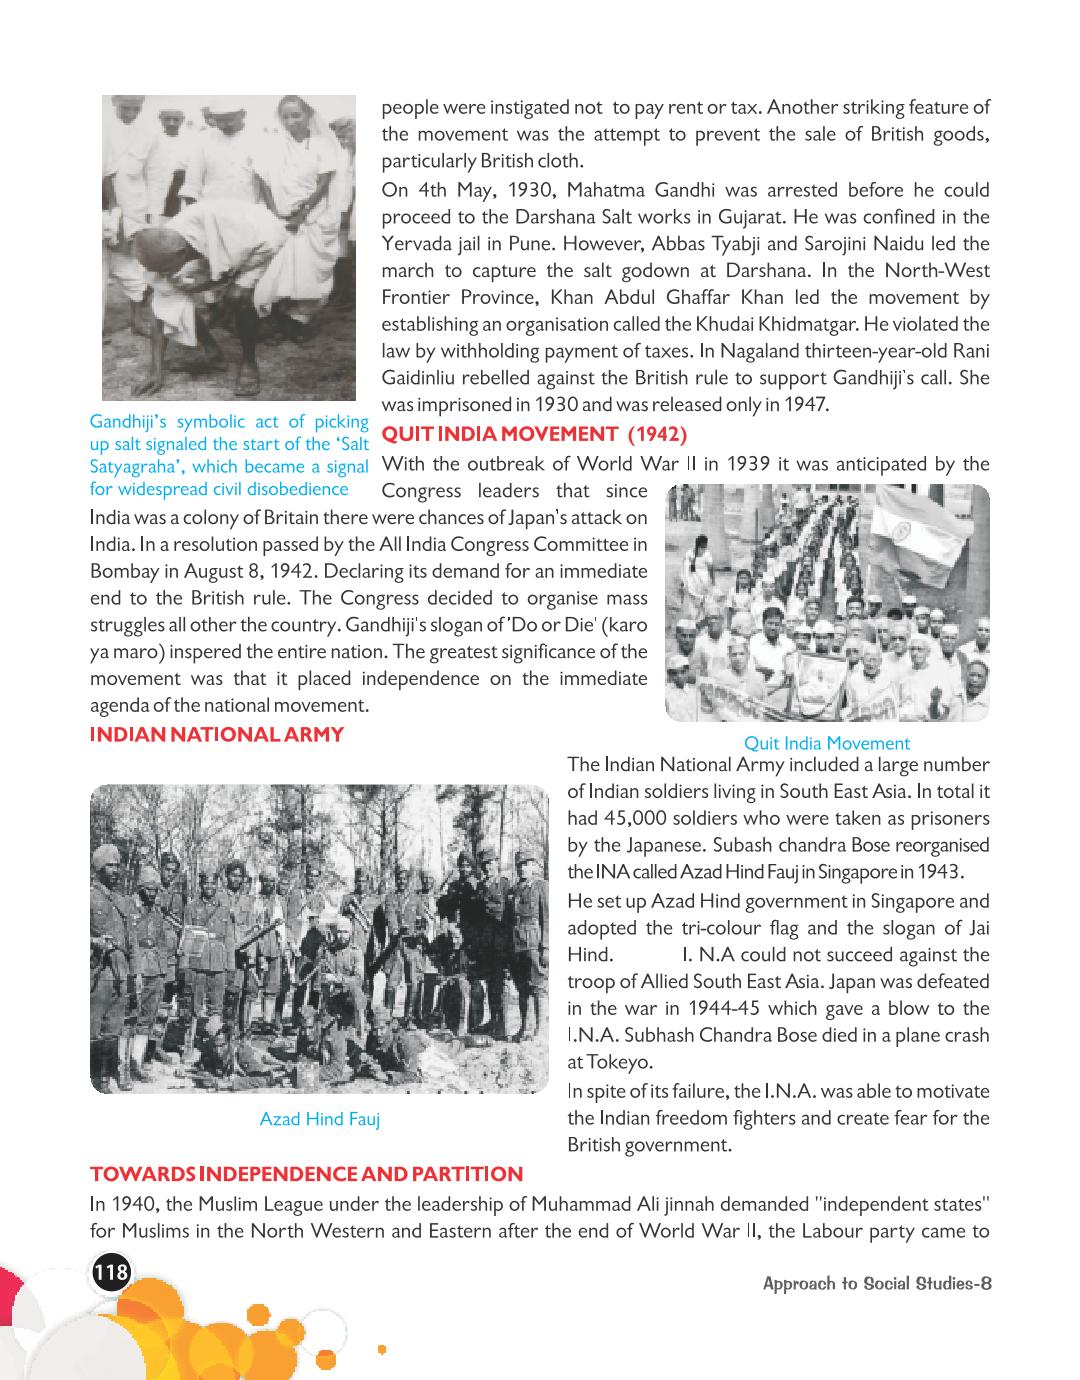 people were instigated not to pay rent or tax. Another striking feature of
the movement was the attempt to prevent the sale of British goods,
particularly British cloth.
On 4th May, 1930, Mahatma Gandhi was arrested before he could
proceed to the Darshana Salt works in Gujarat. He was confined in the
Yervada jail in Pune. However, Abbas Tyabji and Sarojini Naidu led the
march to capture the salt godown at Darshana. In the North-West
Frontier Province, Khan Abdul Ghaffar Khan led the movement by
establishing an organisation called the Khudai Khidmatgar. He violated the
law by withholding payment of taxes. In Nagaland thirteen-year-old Rani
Gaidinliu rebelled against the British rule to support Gandhiji's call. She
was imprisoned in 1930 and was released only in 1947.
Gandhiji's symbolic act of picking
up salt signaled the start of the 'Salt
Satyagraha', which became a signal
for widespread civil disobedience
QUIT INDIA MOVEMENT (1942)
With the outbreak of World War II in 1939 it was anticipated by the
Congress leaders that since
India was a colony of Britain there were chances of Japan's attack on
India. In a resolution passed by the All India Congress Committee in
Bombay in August 8, 1942. Declaring its demand for an immediate
end to the British rule. The Congress decided to organise mass
struggles all other the country. Gandhiji's slogan of 'Do or Die' (karo
ya maro) inspered the entire nation. The greatest significance of the
movement was that it placed independence on the immediate
agenda of the national movement.
Quit India Movement
INDIAN NATIONAL ARMY
The Indian National Army included a large number
of Indian soldiers living in South East Asia. In total it
had 45,000 soldiers who were taken as prisoners
by the Japanese. Subash chandra Bose reorganised
the INA called Azad Hind Fauj in Singapore in 1943.
He set up Azad Hind government in Singapore and
adopted the tri-colour flag and the slogan of Jai
Hind. I. N.A could not succeed against the
troop of Allied South East Asia. Japan was defeated
in the war in 1944-45 which gave a blow to the
I.N.A. Subhash Chandra Bose died in a plane crash
at Tokeyo.
In spite of its failure, the I.N.A. was able to motivate
the Indian freedom fighters and create fear for the
British government.
Azad Hind Fauj
TOWARDS INDEPENDENCE AND PARTITION
In 1940, the Muslim League under the leadership of Muhammad Ali jinnah demanded "independent states"
for Muslims in the North Western and Eastern after the end of World War II, the Labour party came to
118
Approach to Social Studies-8